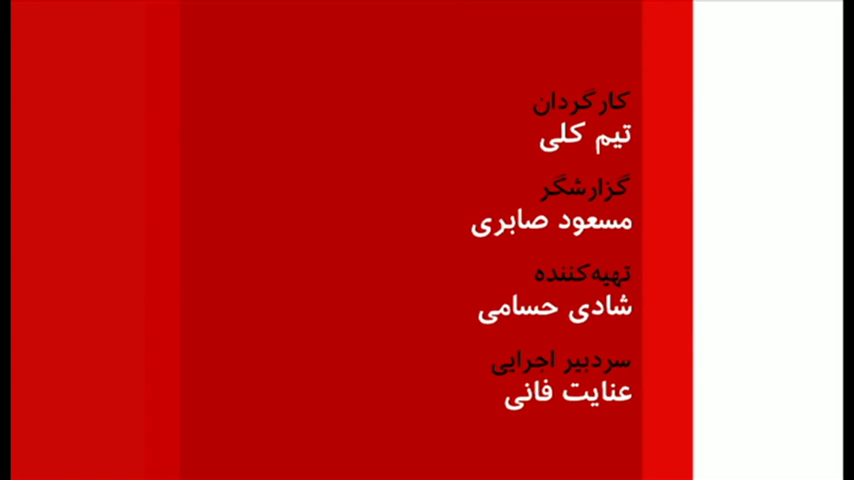 کارگردان
تیم کلی
گزارشگر
مسعود صابری
تهیه‌کننده
شادی حسامی
سردبیر اجرایی
عنایت فانی